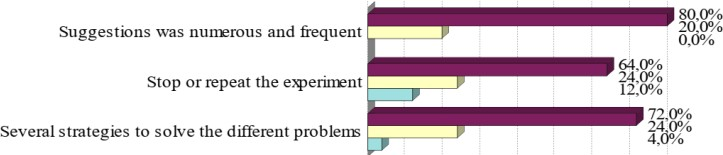 80,0%
Suggestions was numerous and frequent 20,0%
0,0%
64,0%
Stop or repeat the experiment 24,0%
12,0%
72,0%
Several strategies to solve the different problems 24,0%
4,0%